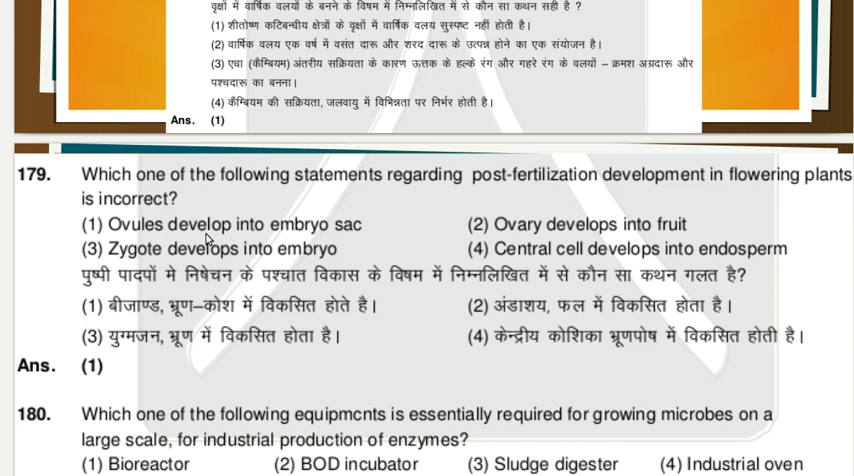 वृक्षों में वार्षिक वलयों के बनने के विषम में निम्नलिखित में से कौन सा कथन सही है ?
(1) शीतोष्ण कटिबन्धीय क्षेत्रों के वृक्षों में वार्षिक वलय सुस्पष्ट नहीं होती है।
(2) वार्षिक वलय एक वर्ष में वसंत दारू और शरद दारू के उत्पन्न होने का एक संयोजन है।
(3) एधा (कैम्बियम) अंतरीय सक्रियता के कारण ऊत्तक के हल्के रंग और गहरे रंग के वलयों – क्रमश अग्रदारू और
पश्चदारू का बनना।
(4) कैंम्बियम की सक्रियता, जलवायु में विभिन्नता पर निर्भर होती है।
Ans. (1)
179. Which one of the following statements regarding post-fertilization development in flowering plants
is incorrect?
(1) Ovules develop into embryo sac (2) Ovary develops into fruit
(3) Zygote develops into embryo (4) Central cell develops into endosperm
पुष्पी पादपों मे निषेचन के पश्चात विकास के विषम में निम्नलिखित में से कौन सा कथन गलत है?
(1) बीजाण्ड, भ्रूण–कोश में विकसित होते है। (2) अंडाशय, फल में विकसित होता है।
(3) युग्मजन, भ्रूण में विकसित होता है। (4) केन्द्रीय कोशिका भ्रूणपोष में विकसित होती है।
Ans. (1)
180. Which one of the following equipmcnts is essentially required for growing microbes on a
large scale, for industrial production of enzymes?
(1) Bioreactor (2) BOD incubator (3) Sludge digester (4) Industrial oven